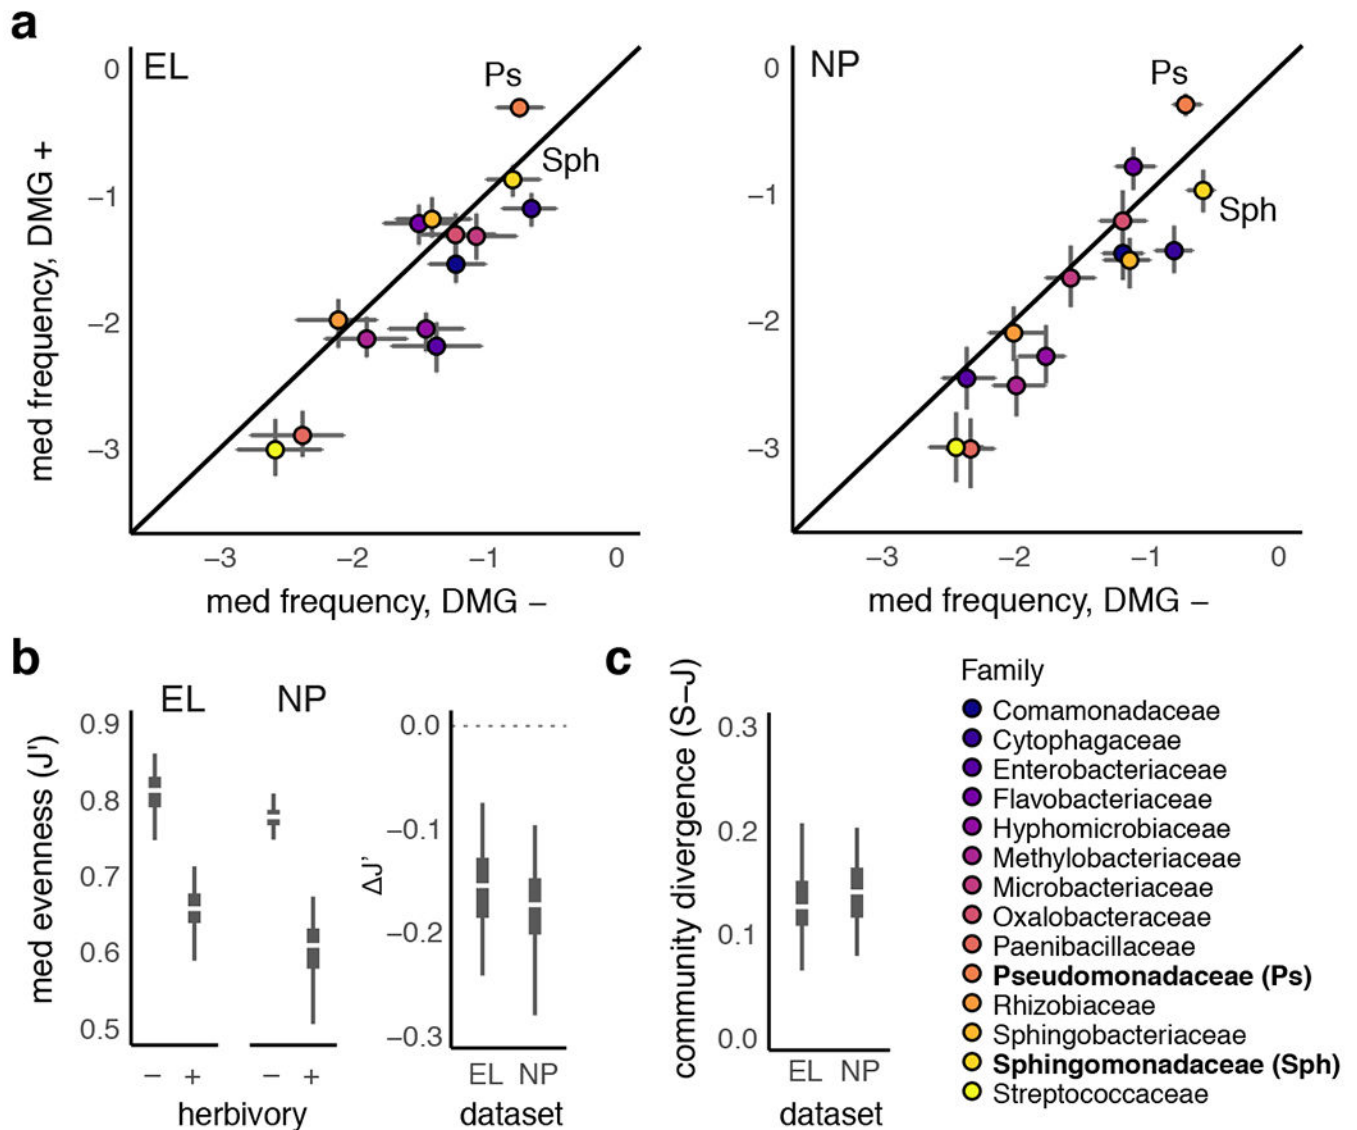 a
EL
Ps
Sph
0
−1
−2
−3
med frequency, DMG +
−3
−2
−1
0
med frequency, DMG −
NP
Ps
Sph
0
−1
−2
−3
−3
−2
−1
0
med frequency, DMG −
b
EL
NP
0.9
0.8
0.7
0.6
0.5
med evenness (J')
−
+
−
+
herbivory
0.0
−0.1
−0.2
−0.3
ΔJ’
EL
NP
dataset
c
community divergence (S−J)
0.3
0.2
0.1
0.0
EL
NP
dataset
Family
Comamonadaceae
Cytophagaceae
Enterobacteriaceae
Flavobacteriaceae
Hyphomicrobiaceae
Methylobacteriaceae
Microbacteriaceae
Oxalobacteraceae
Paenibacillaceae
Pseudomonadaceae (Ps)
Rhizobiaceae
Sphingobacteriaceae
Sphingomonadaceae (Sph)
Streptococcaceae